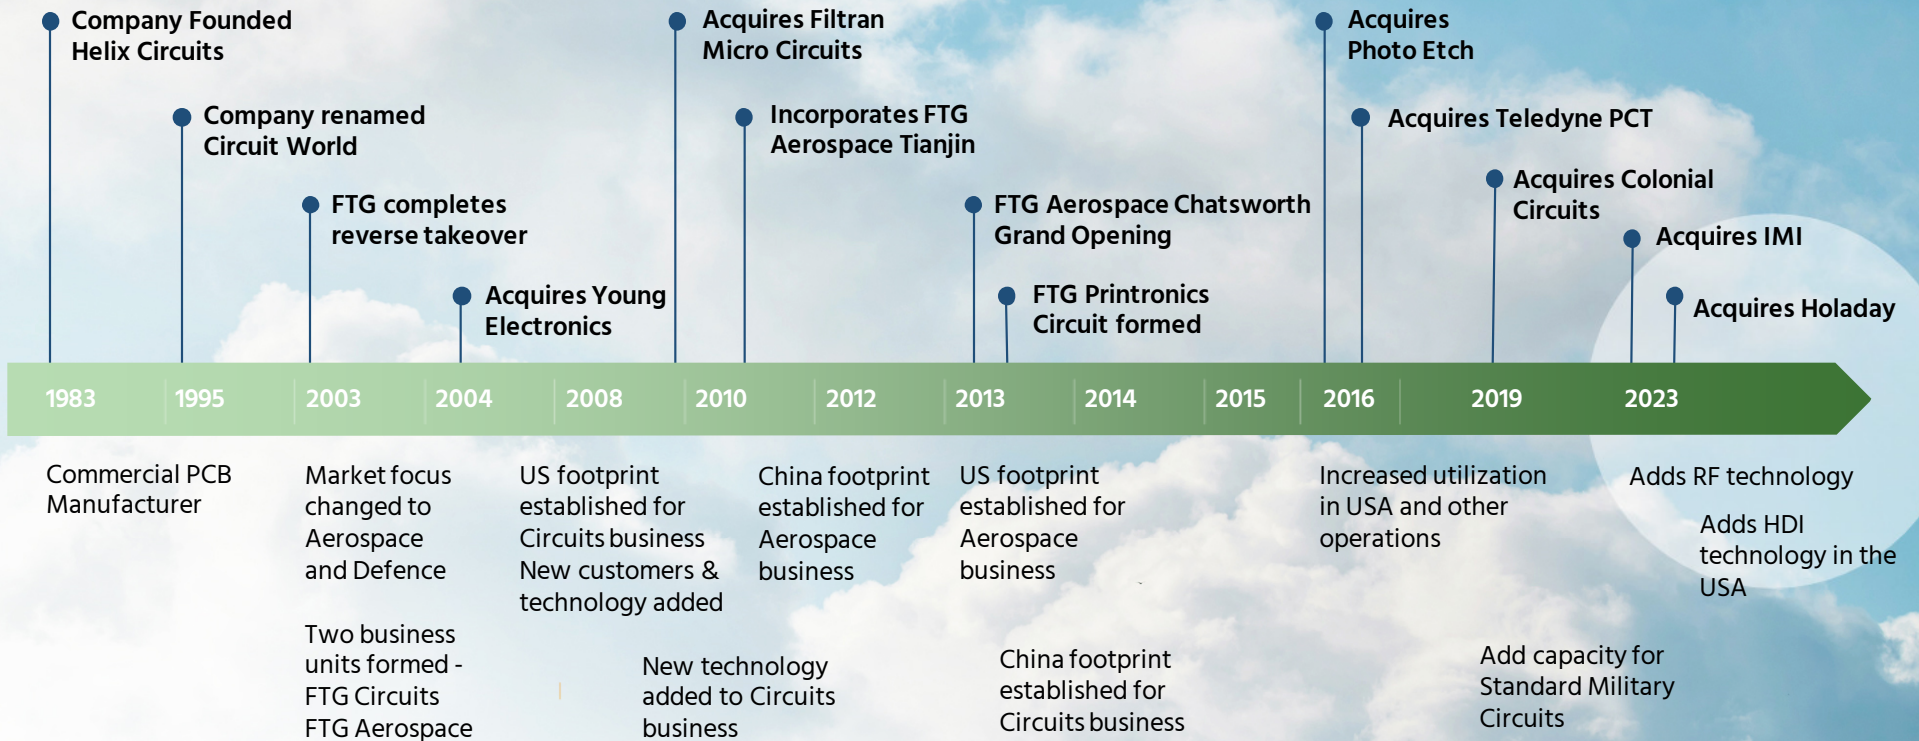 Company Founded
Helix Circuits
Acquires Filtran
Micro Circuits
Acquires
Photo Etch
Company renamed
Circuit World
Incorporates FTG
Aerospace Tianjin
Acquires Teledyne PCT
FTG completes
reverse takeover
FTG Aerospace Chatsworth
Grand Opening
Acquires Colonial
Circuits
Acquires IMI
Acquires Young
Electronics
FTG Printronics
Circuit formed
Acquires Holaday
1983 1995 2003 2004 2008 2010 2012 2013 2014 2015 2016 2019 2023
Commercial PCB
Manufacturer
Market focus
changed to
Aerospace
and Defence
Two business
units formed -
FTG Circuits
FTG Aerospace
US footprint
established for
Circuits business
New customers &
technology added
New technology
added to Circuits
business
China footprint
established for
Aerospace
business
US footprint
established for
Aerospace
business
China footprint
established for
Circuits business
Increased utilization
in USA and other
operations
Add capacity for
Standard Military
Circuits
Adds RF technology
Adds HDI
technology in the
USA